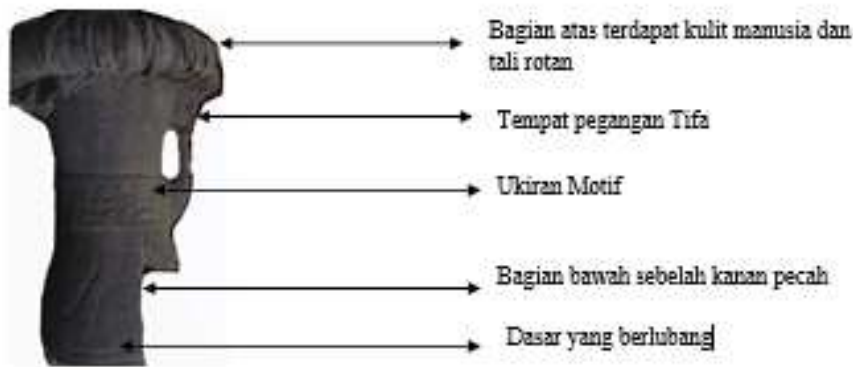 Bagian atas terdapat kulit manusia dan
tali rotan
Tempat pegangan Tifa
Ukiran Motif
Bagian bawah sebelah kanan pecah
Dasar yang berlubang